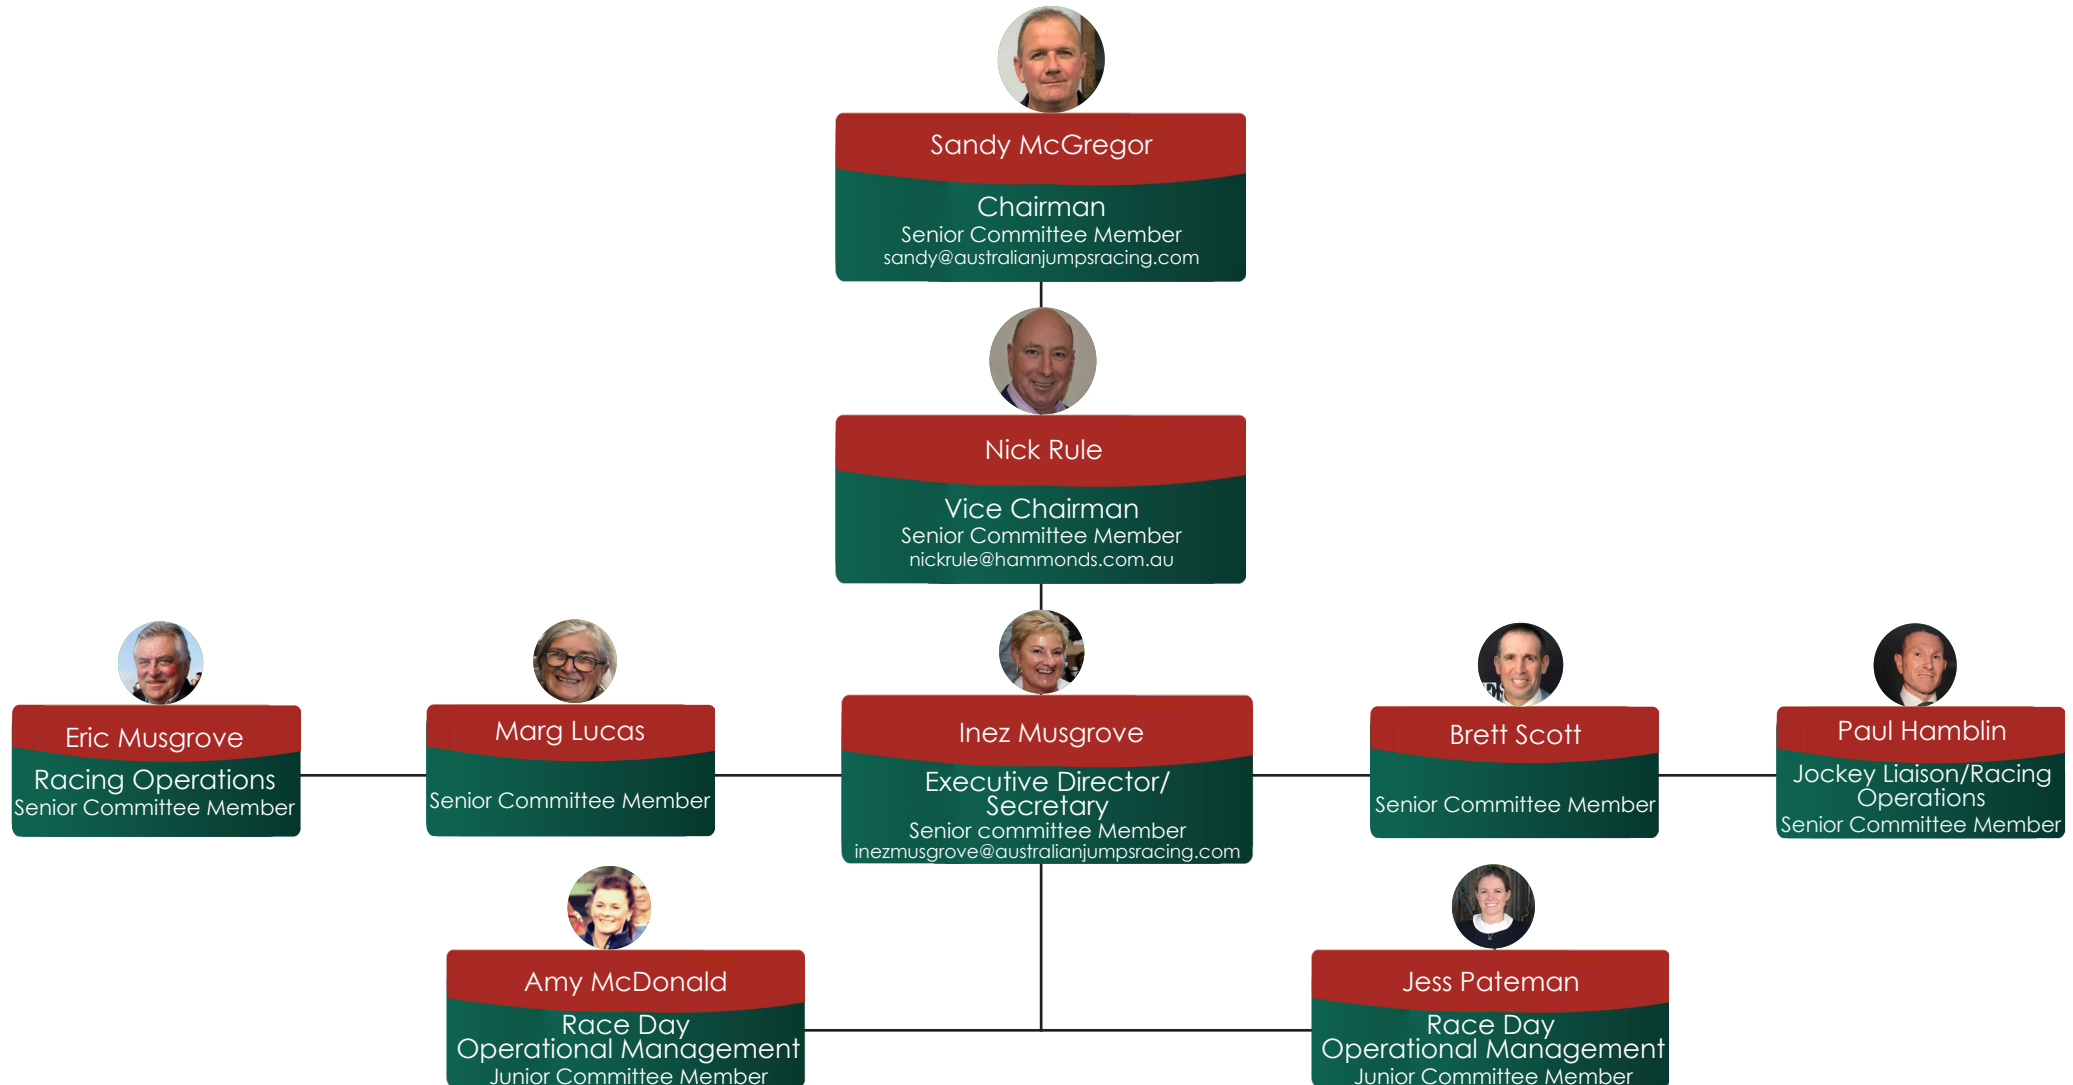 Sandy McGregor
Chairman
Senior Committee Member
sandy@australianjumpsracing.com
Nick Rule
Vice Chairman
Senior Committee Member
nickrule@hammonds.com.au
Eric Musgrove
Racing Operations
Senior Committee Member
Marg Lucas
Senior Committee Member
Inez Musgrove
Executive Director/
Secretary
Senior committee Member
inezmusgrove@australianjumpsracing.com
Brett Scott
Senior Committee Member
Paul Hamblin
Jockey Liaison/Racing
Operations
Senior Committee Member
Amy McDonald
Race Day
Operational Management
Junior Committee Member
Jess Pateman
Race Day
Operational Management
Junior Committee Member